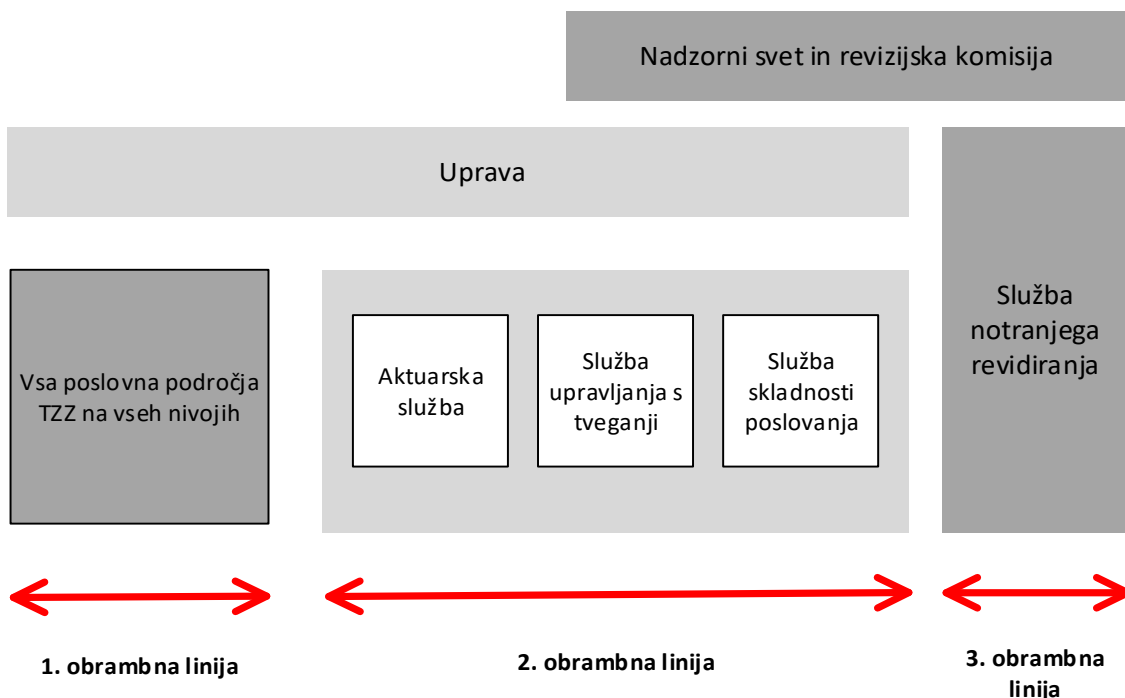 Nadzorni svet in revizijska komisija
Uprava
Vsa poslovna področja
TZZ na vseh nivojih
Aktuarska
služba
Služba
upravljanja s
tveganji
Služba
skladnosti
poslovanja
Služba
notranjega
revidiranja
1. obrambna linija
2. obrambna linija
3. obrambna
linija